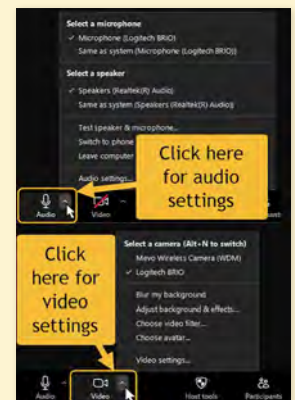 Select a microphone
✓ Microphone (Logitech BRIO)
Same as system (Microphone (Logitech BRIO))
Select a speaker
✓ Speakers (Realtek(R) Audio)
Same as system (Speakers (Realtek(R) Audio))
Test speaker & microphone...
Switch to phone
Leave computer
Audio settings...
Click here
for audio
settings
Audio
Video
Click
here for
video
settings
Select a camera (Alt+N to switch)
Mevo Wireless Camera (WDM)
✓ Logitech BRIO
Blur my background
Adjust background & effects...
Choose video filter...
Choose avatar...
Video settings...
Audio
Video
Host tools
Participants